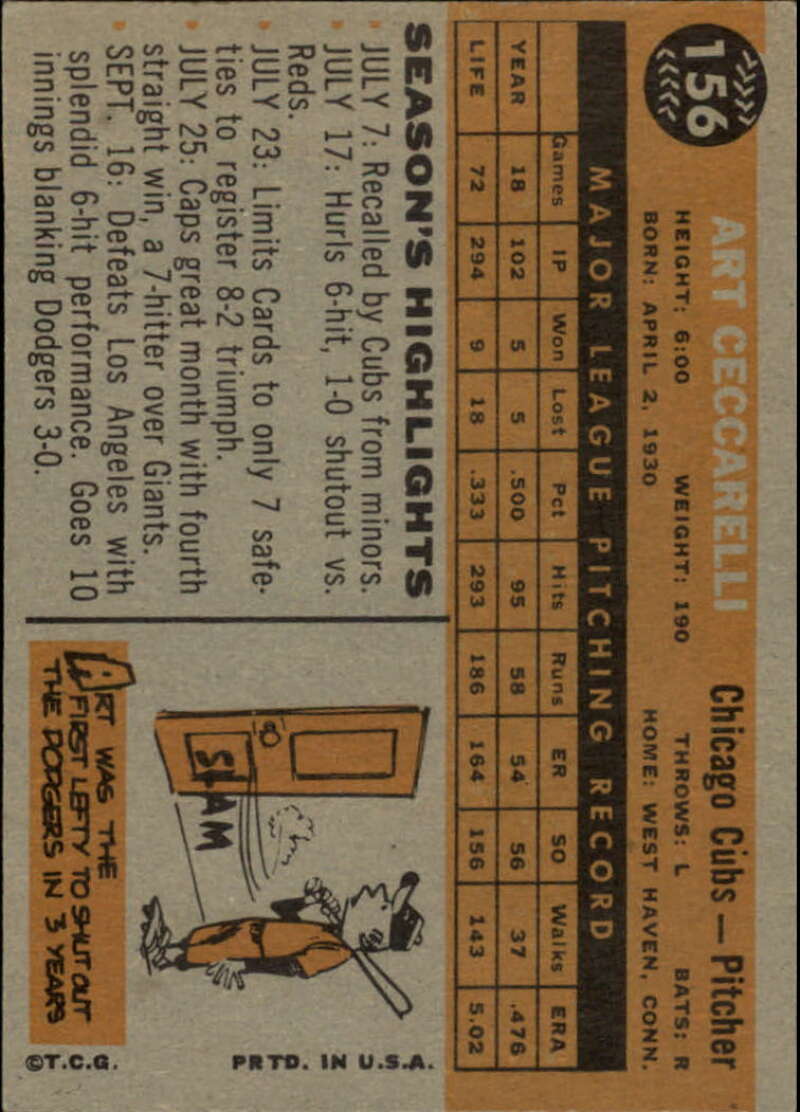 156
ART CECCARELLI Chicago Cubs — Pitcher
HEIGHT: 6:00 WEIGHT: 190 THROWS: L BATS: R
BORN: APRIL 2, 1930 HOME: WEST HAVEN, CONN.
MAJOR LEAGUE PITCHING RECORD
Games IP Won Lost Pct Hits Runs ER SO Walks ERA
YEAR 18 102 5 5 .500 95 58 54 56 37 .476
LIFE 72 294 9 18 .333 293 186 164 156 143 5.02
SEASON'S HIGHLIGHTS
• JULY 7: Recalled by Cubs from minors.
• JULY 17: Hurls 6-hit, 1-0 shutout vs.
Reds.
• JULY 23: Limits Cards to only 7 safe-
ties to register 8-2 triumph.
• JULY 25: Caps great month with fourth
straight win, a 7-hitter over Giants.
• SEPT. 16: Defeats Los Angeles with
splendid 6-hit performance. Goes 10
innings blanking Dodgers 3-0.
SLAM
ART WAS THE
FIRST LEFTY TO SHUT OUT
THE DODGERS IN 3 YEARS
PRTD. IN U.S.A.
©T.C.G.